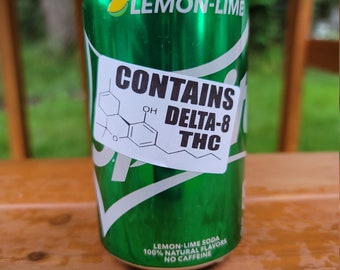 LEMON-LIME
CONTAINS
DELTA-8
THC
OH
O
LEMON-LIME SODA
100% NATURAL FLAVORS
NO CAFFEINE